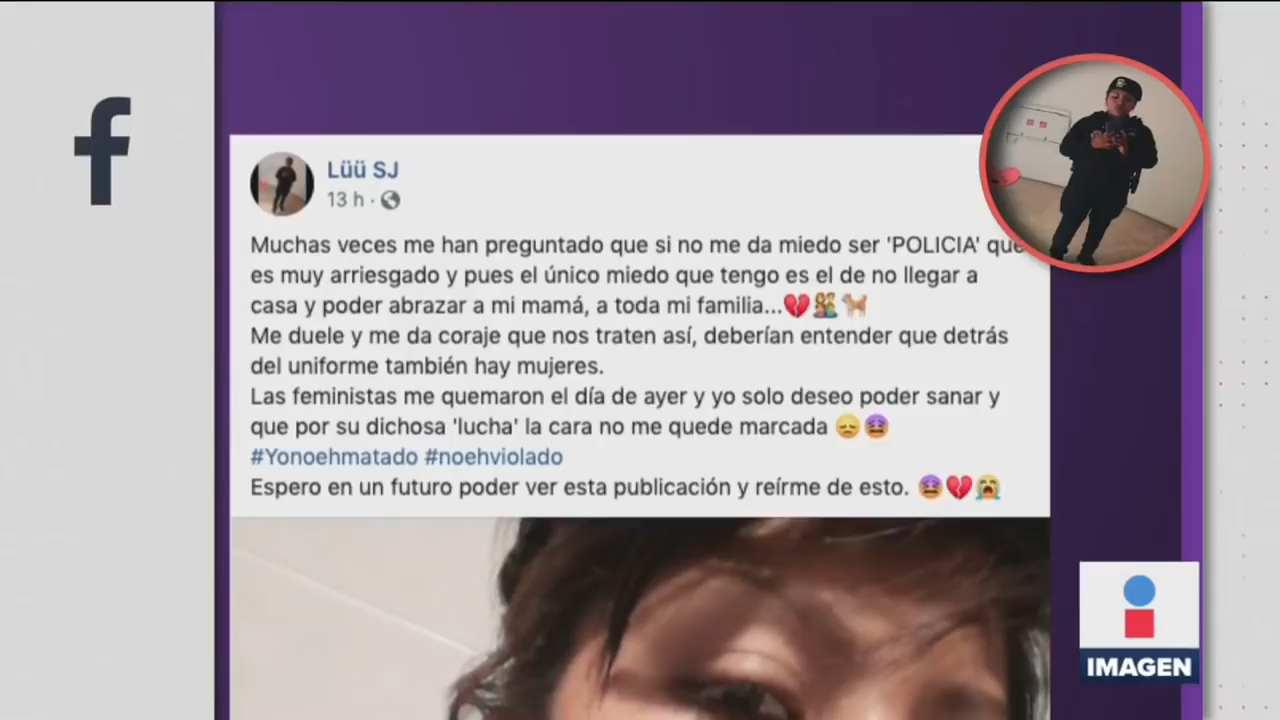 f
Lüü SJ
13 h ·
Muchas veces me han preguntado que si no me da miedo ser 'POLICIA' que
es muy arriesgado y pues el único miedo que tengo es el de no llegar a
casa y poder abrazar a mi mamá, a toda mi familia...💔👫🐕
Me duele y me da coraje que nos traten así, deberían entender que detrás
del uniforme también hay mujeres.
Las feministas me quemaron el día de ayer y yo solo deseo poder sanar y
que por su dichosa 'lucha' la cara no me quede marcada 😞😖
#Yonoehmatado #noehviolado
Espero en un futuro poder ver esta publicación y reírme de esto. 😖💔😭
IMAGEN